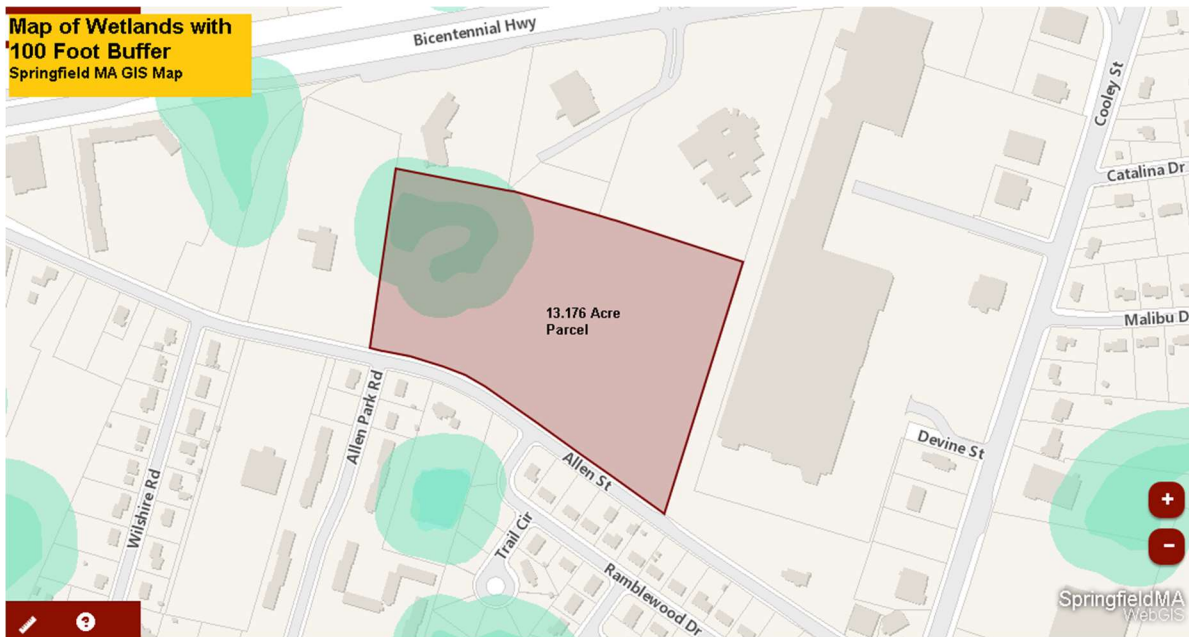 Map of Wetlands with
100 Foot Buffer
Springfield MA GIS Map
Bicentennial Hwy
Cooley St
Catalina Dr
13.176 Acre
Parcel
Malibu D
Allen Park Rd
Wilshire Rd
Allen St
Devine St
Trail Cir
Ramblewood Dr
+
−
?
SpringfieldMA
WebGIS